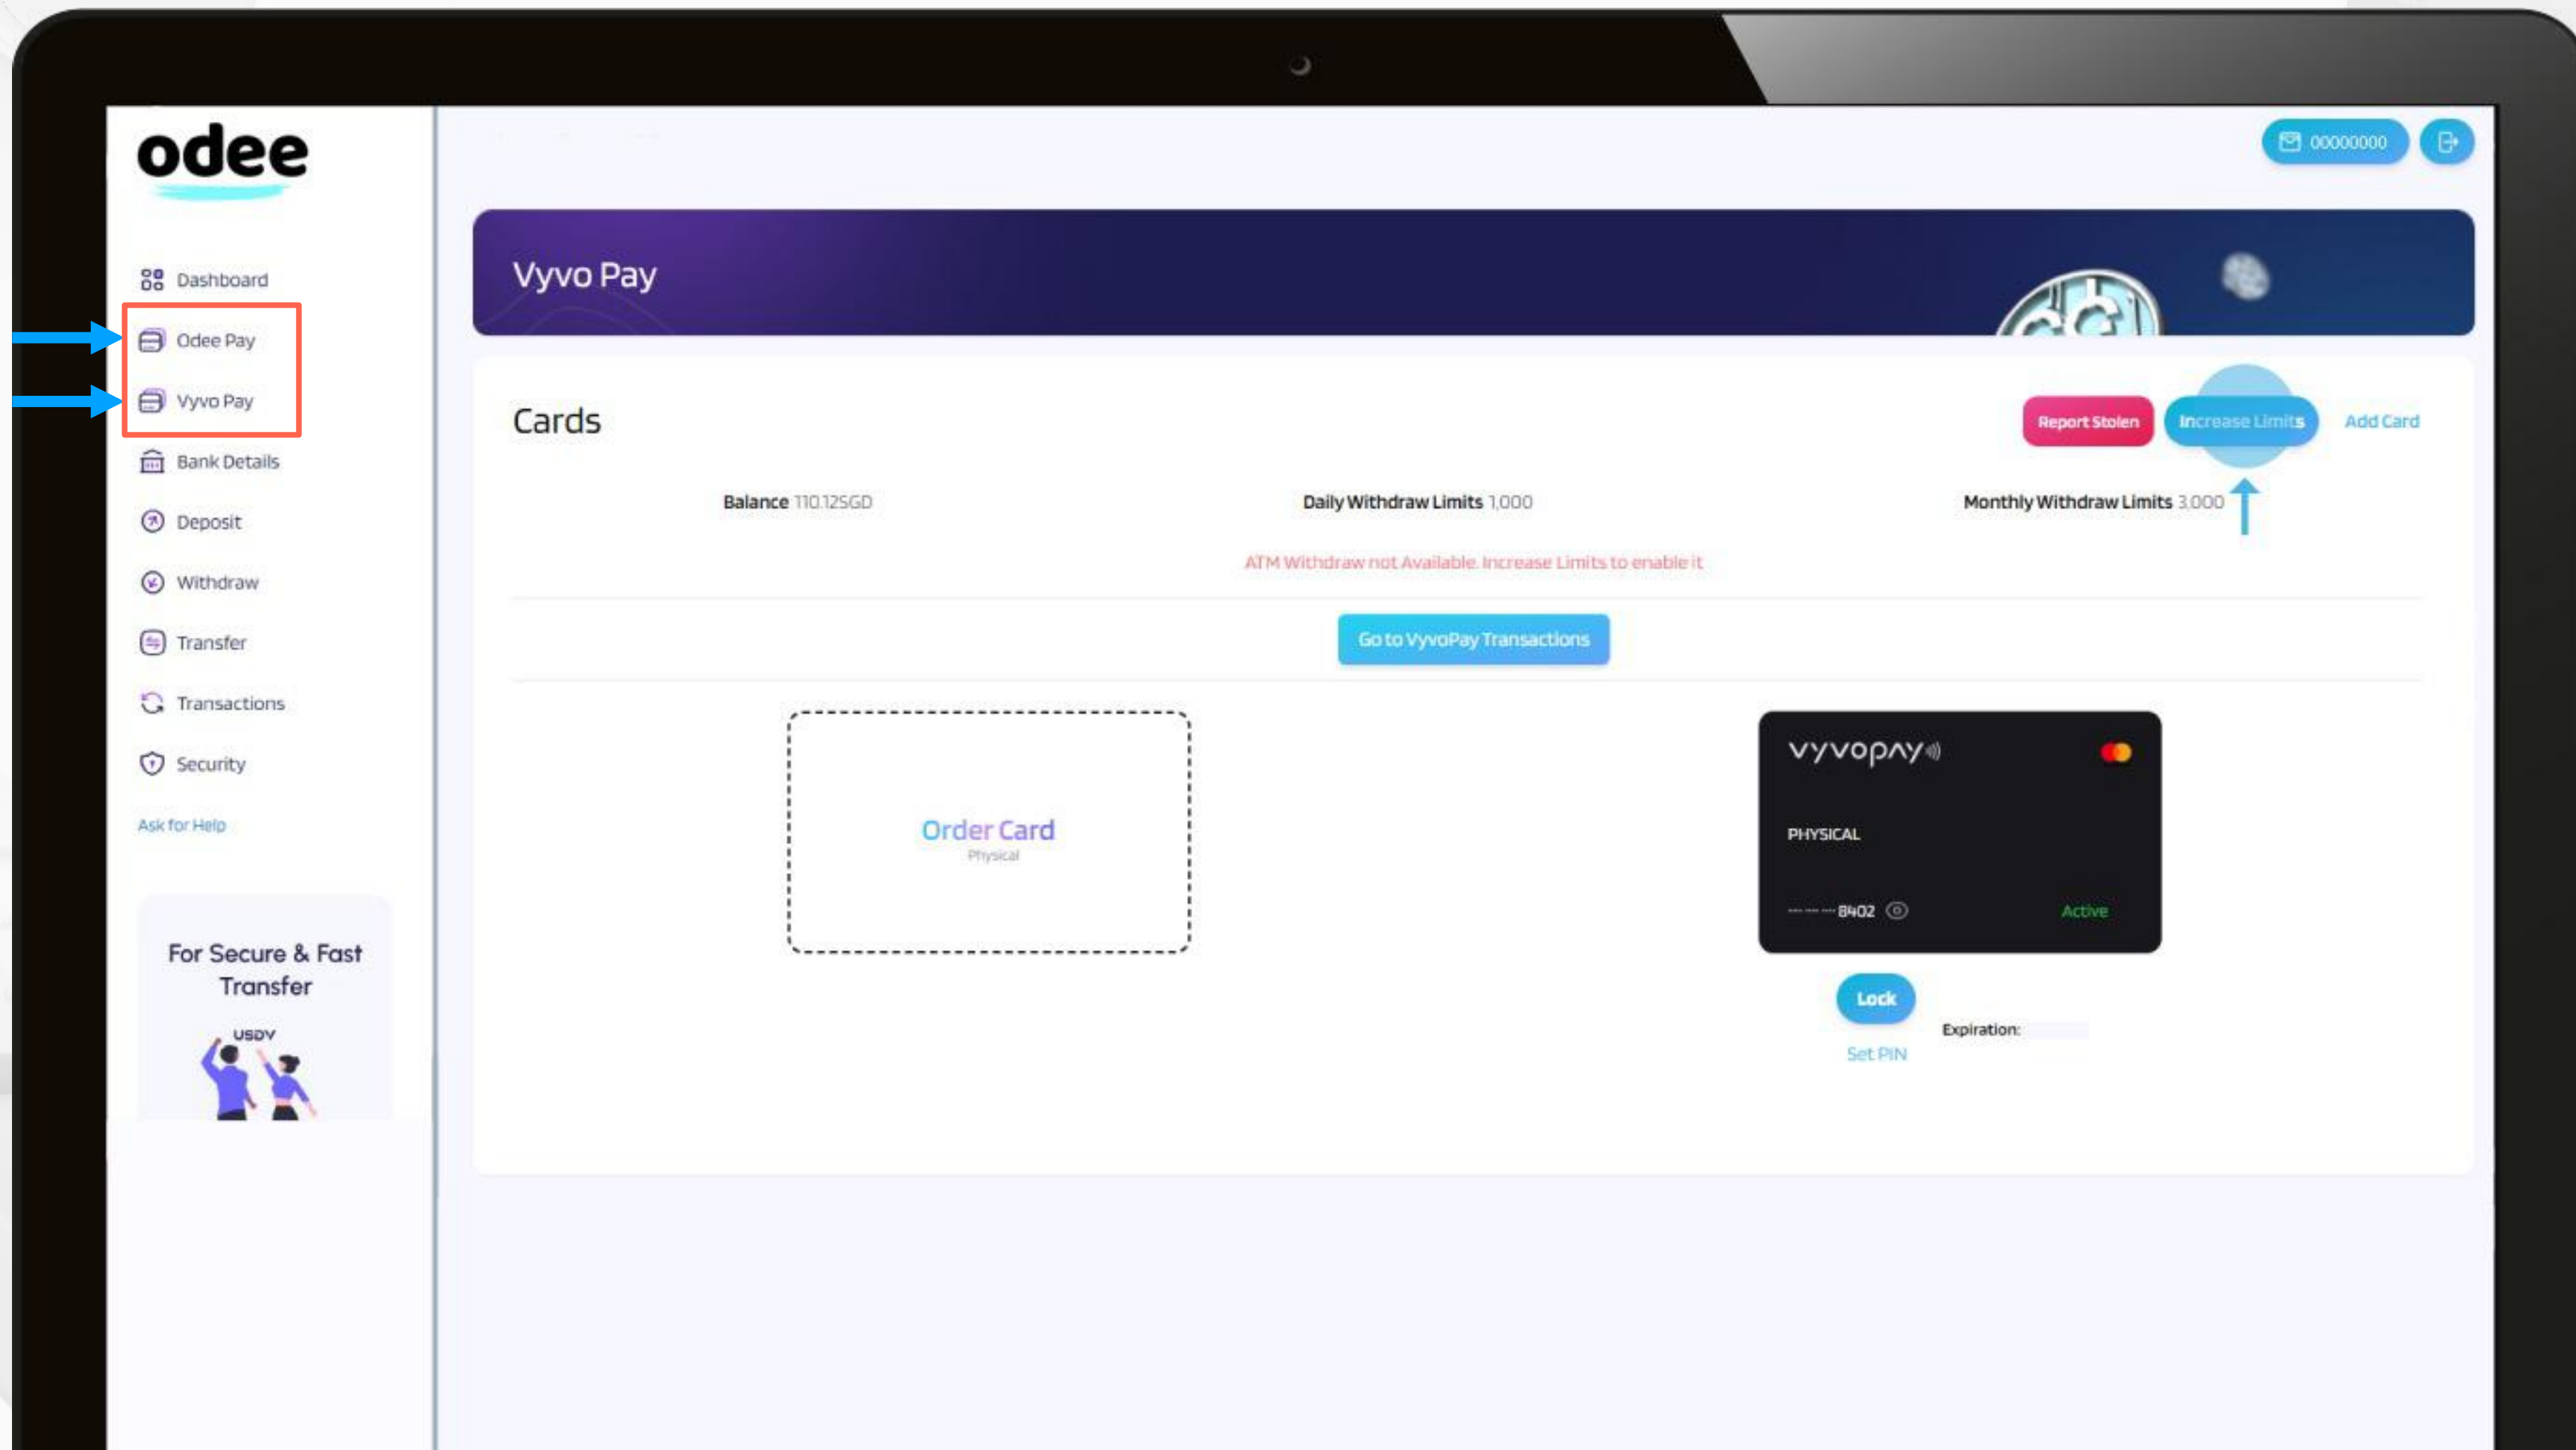 odee
00000000
Dashboard
Odee Pay
Vyvo Pay
Bank Details
Deposit
Withdraw
Transfer
Transactions
Security
Ask for Help
For Secure & Fast
Transfer
USDV
Vyvo Pay
Cards
Report Stolen
Increase Limits
Add Card
Balance 110.12SGD
Daily Withdraw Limits 1,000
Monthly Withdraw Limits 3,000
ATM Withdraw not Available. Increase Limits to enable it
Go to VyvoPay Transactions
Order Card
Physical
vyvopay
PHYSICAL
8402
Active
Lock
Set PIN
Expiration: